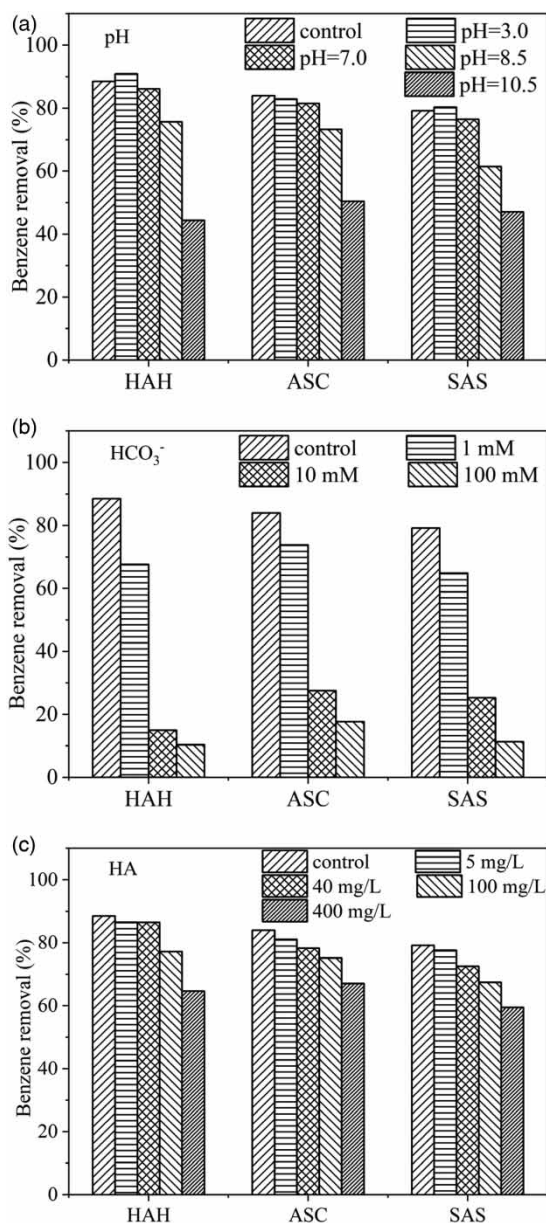 (a)
pH
control
pH=3.0
pH=7.0
pH=8.5
pH=10.5
100
80
60
40
20
0
Benzene removal (%)
HAH ASC SAS
(b)
HCO₃⁻
control
1 mM
10 mM
100 mM
100
80
60
40
20
0
Benzene removal (%)
HAH ASC SAS
(c)
HA
control
5 mg/L
40 mg/L
100 mg/L
400 mg/L
100
80
60
40
20
0
Benzene removal (%)
HAH ASC SAS